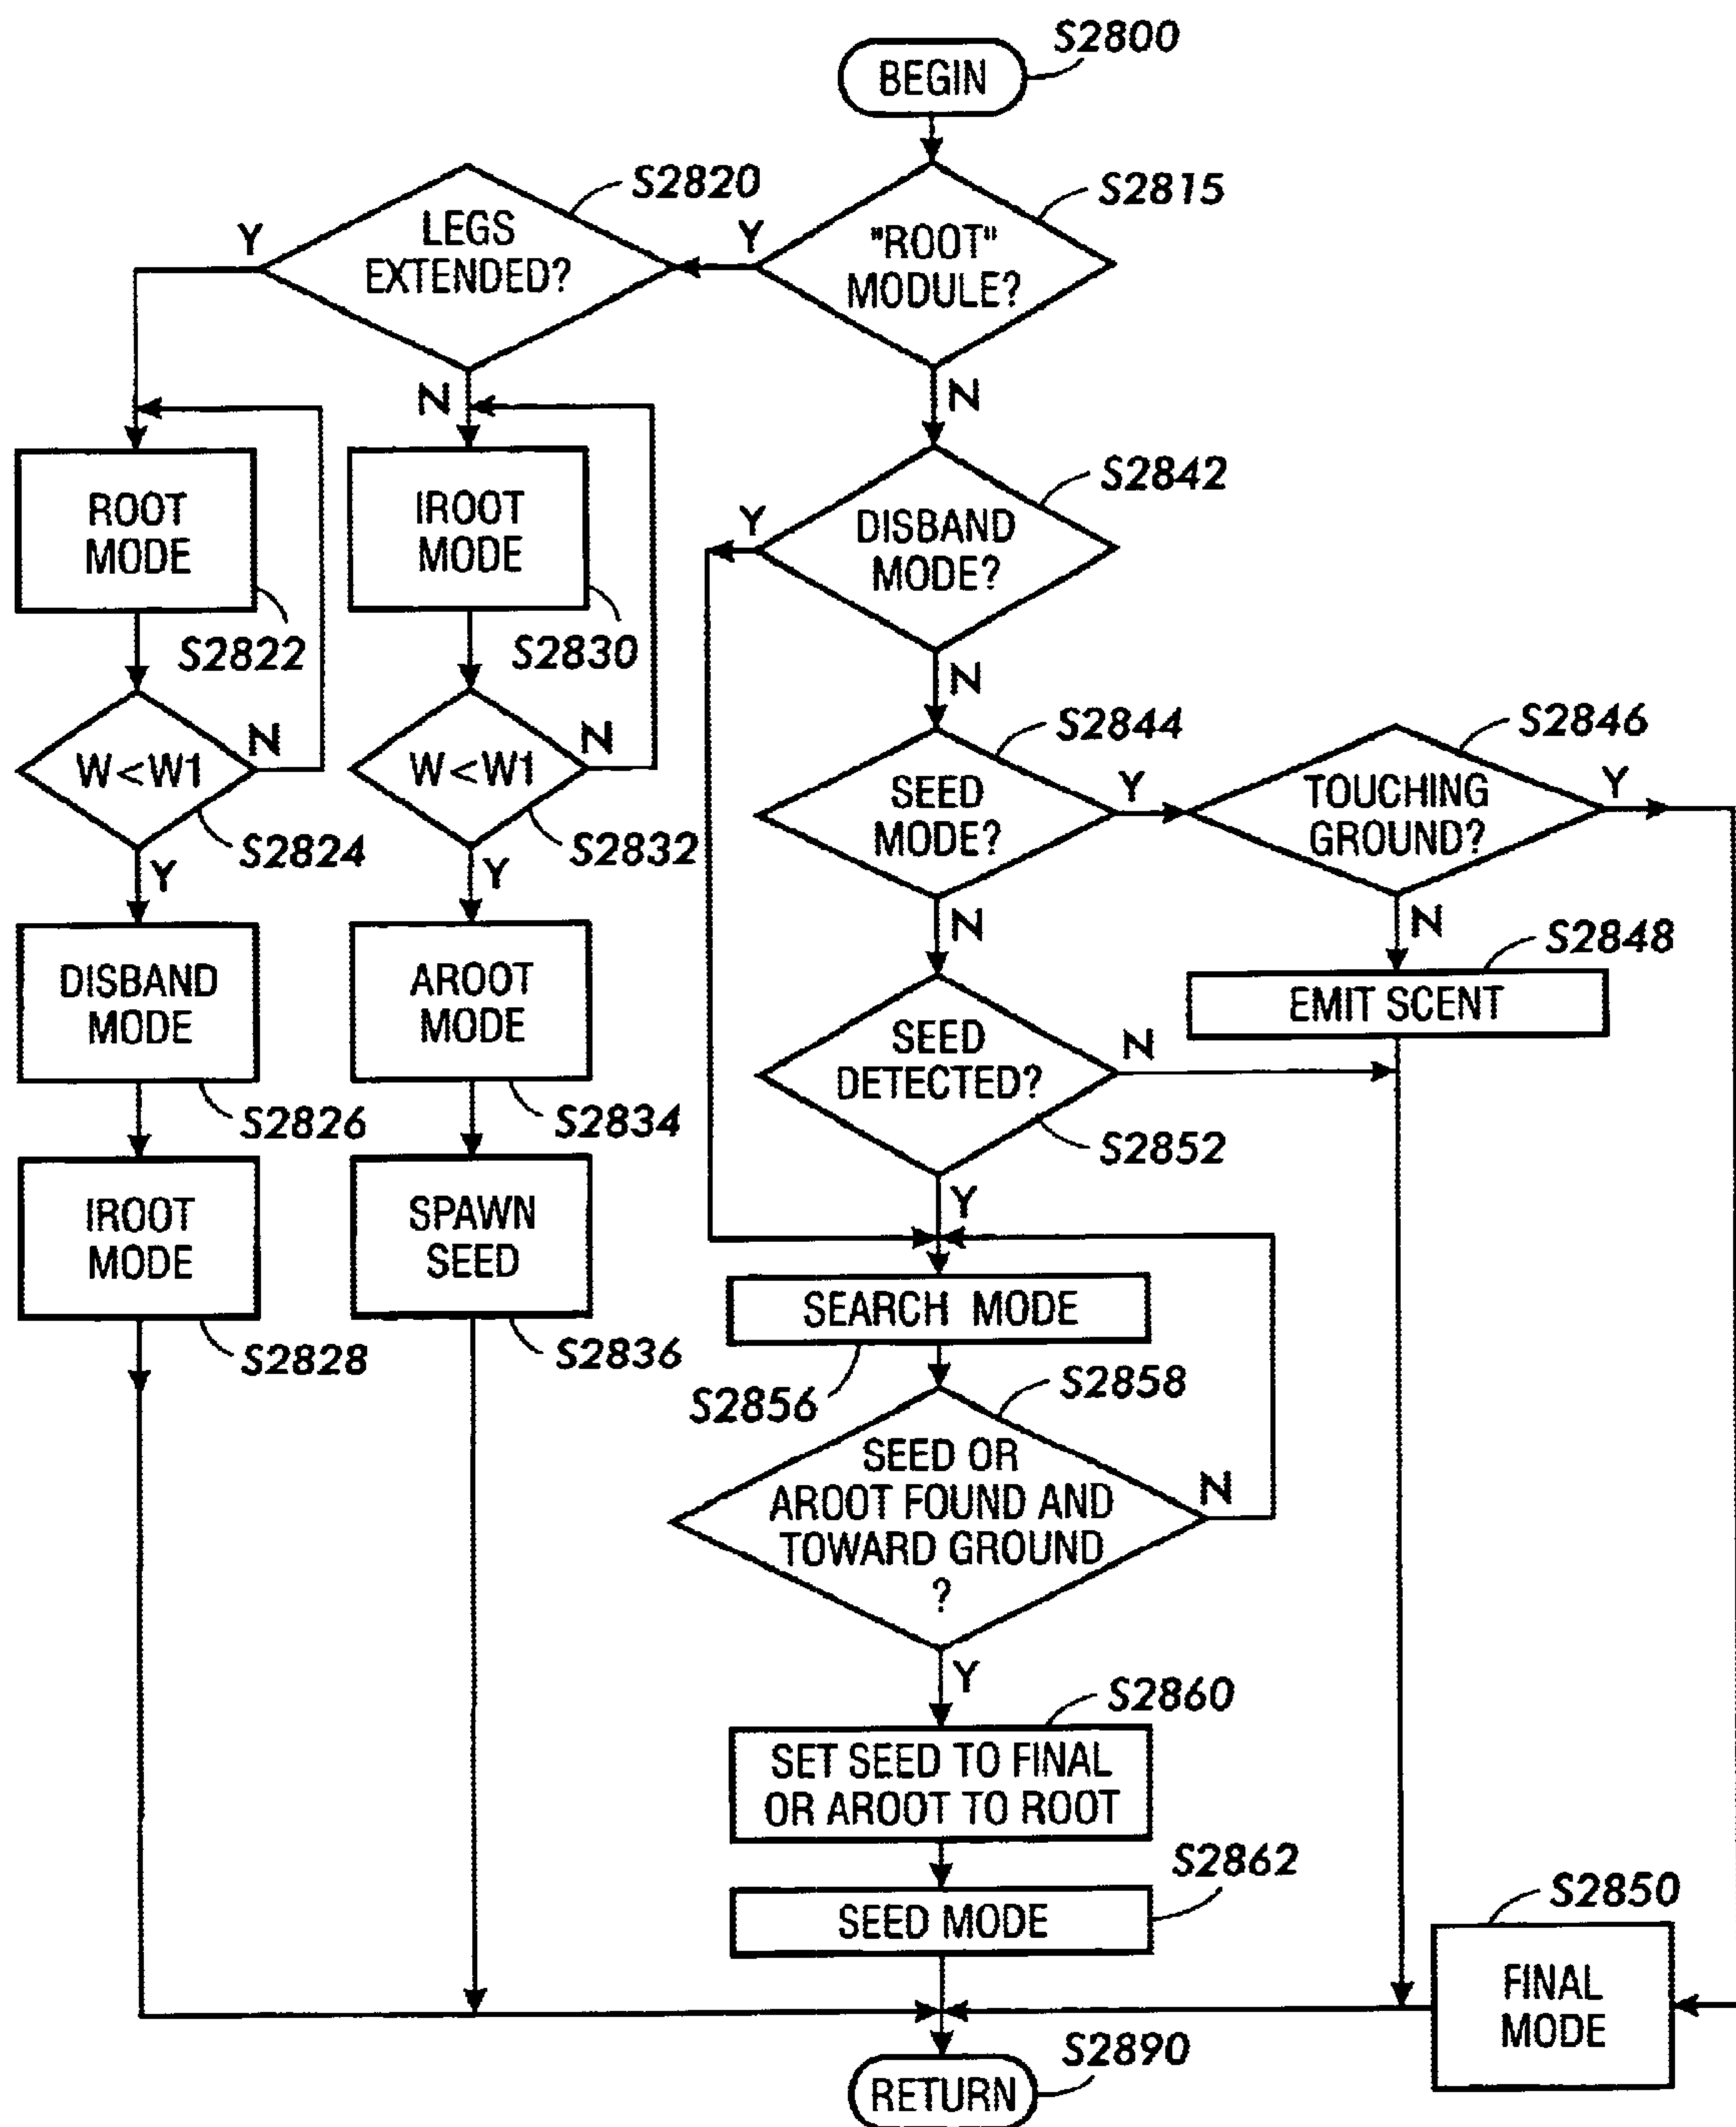 S2800
BEGIN
S2820
S2815
Y
LEGS
EXTENDED?
Y
"ROOT"
MODULE?
N
N
S2842
ROOT
MODE
IROOT
MODE
Y
DISBAND
MODE?
S2822
S2830
N
W<W1
N
W<W1
N
S2844
S2846
SEED
MODE?
Y
TOUCHING
GROUND?
Y
S2824
S2832
Y
Y
N
N
S2848
DISBAND
MODE
AROOT
MODE
EMIT SCENT
SEED
DETECTED?
N
S2826
S2834
S2852
IROOT
MODE
SPAWN
SEED
Y
SEARCH MODE
S2828
S2836
S2856
S2858
SEED OR
AROOT FOUND AND
TOWARD GROUND
?
N
Y
S2860
SET SEED TO FINAL
OR AROOT TO ROOT
S2862
SEED MODE
S2850
FINAL
MODE
S2890
RETURN